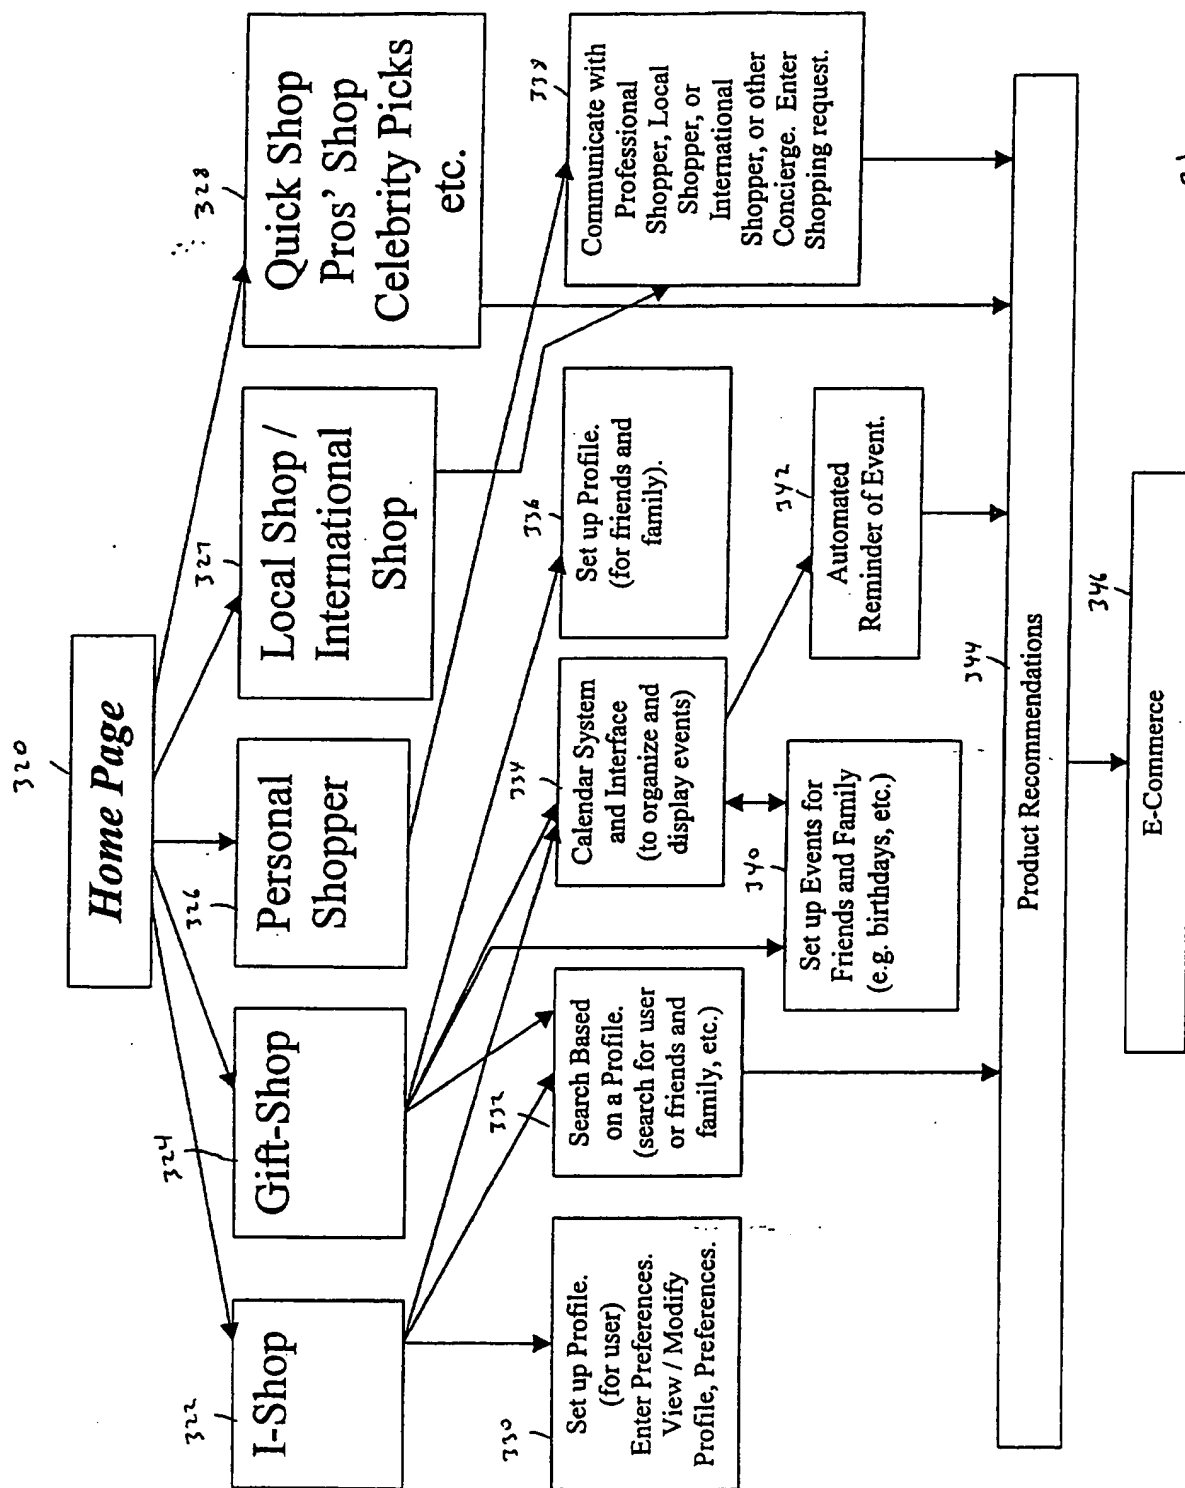 320
Home Page
322
I-Shop
324
Gift-Shop
326
Personal
Shopper
327
Local Shop /
International
Shop
328
Quick Shop
Pros' Shop
Celebrity Picks
etc.
330
Set up Profile.
(for user)
Enter Preferences.
View / Modify
Profile, Preferences.
332
Search Based
on a Profile.
(search for user
or friends and
family, etc.)
334
Calendar System
and Interface
(to organize and
display events)
336
Set up Profile.
(for friends and
family).
338
Communicate with
Professional
Shopper, Local
Shopper, or
International
Shopper, or other
Concierge. Enter
Shopping request.
340
Set up Events for
Friends and Family
(e.g. birthdays, etc.)
342
Automated
Reminder of Event.
344
Product Recommendations
346
E-Commerce